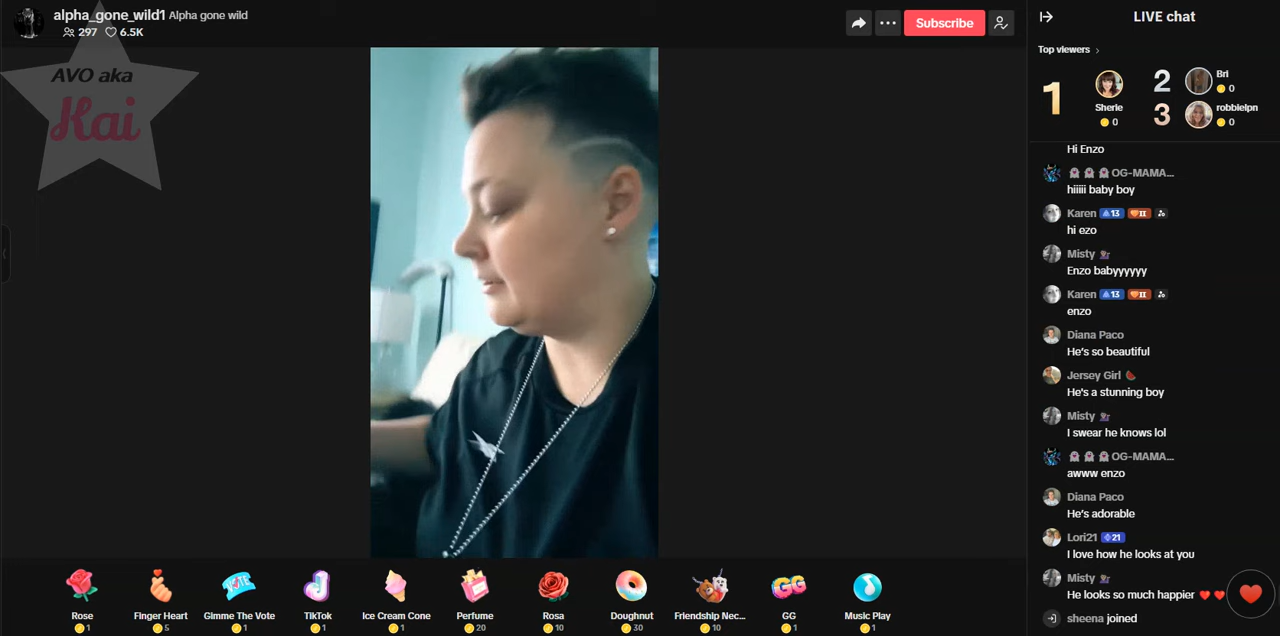 alpha_gone_wild1 Alpha gone wild
297 6.5K
Subscribe
AVO aka
Kai
LIVE chat
Top viewers
1
Sherie
0
2
Bri
0
3
robbielpn
0
Hi Enzo
OG-MAMA...
hiiiii baby boy
Karen 13 II
hi ezo
Misty
Enzo babyyyyyy
Karen 13 II
enzo
Diana Paco
He's so beautiful
Jersey Girl
He's a stunning boy
Misty
I swear he knows lol
OG-MAMA...
awww enzo
Diana Paco
He's adorable
Lori21 21
I love how he looks at you
Misty
He looks so much happier
sheena joined
VOTE
GG
Rose
1
Finger Heart
5
Gimme The Vote
1
TikTok
1
Ice Cream Cone
1
Perfume
20
Rosa
10
Doughnut
30
Friendship Nec...
10
GG
1
Music Play
1